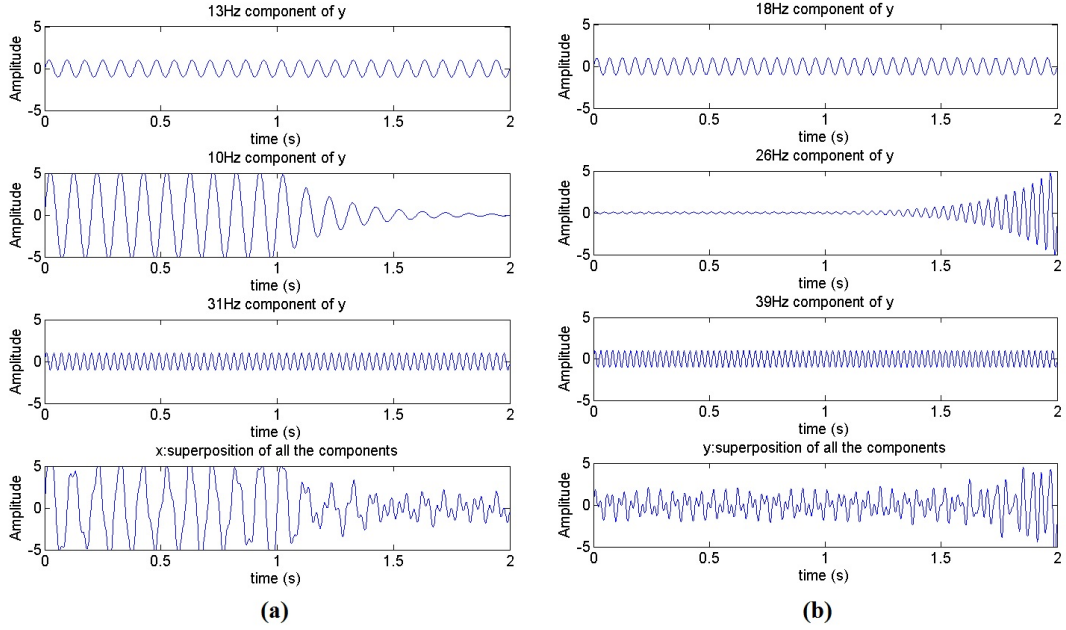 13Hz component of y
5
0
-5
Amplitude
0 0.5 1 1.5 2
time (s)
10Hz component of y
5
0
-5
Amplitude
0 0.5 1 1.5 2
time (s)
31Hz component of y
5
0
-5
Amplitude
0 0.5 1 1.5 2
time (s)
x:superposition of all the components
5
0
-5
Amplitude
0 0.5 1 1.5 2
time (s)
(a)
18Hz component of y
5
0
-5
Amplitude
0 0.5 1 1.5 2
time (s)
26Hz component of y
5
0
-5
Amplitude
0 0.5 1 1.5 2
time (s)
39Hz component of y
5
0
-5
Amplitude
0 0.5 1 1.5 2
time (s)
y:superposition of all the components
5
0
-5
Amplitude
0 0.5 1 1.5 2
time (s)
(b)